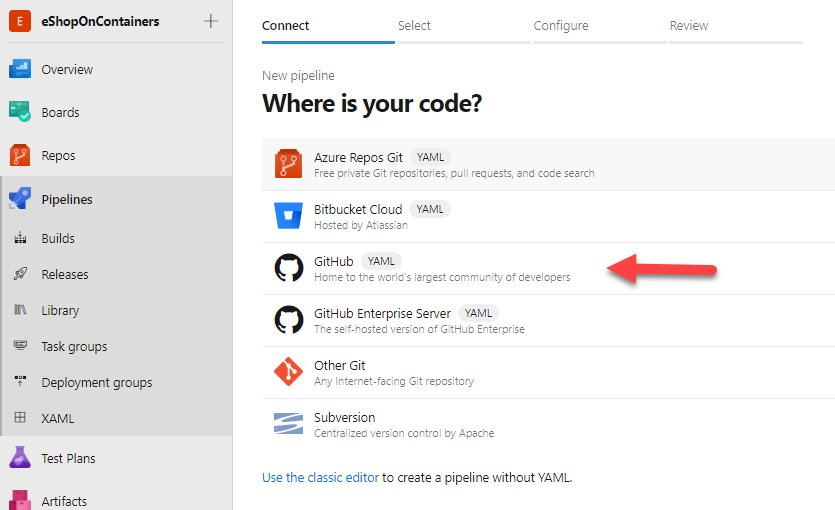 E eShopOnContainers
Overview
Boards
Repos
Pipelines
Builds
Releases
Library
Task groups
Deployment groups
XAML
Test Plans
Artifacts
Connect Select Configure Review
New pipeline
Where is your code?
Azure Repos Git YAML
Free private Git repositories, pull requests, and code search
Bitbucket Cloud YAML
Hosted by Atlassian
GitHub YAML
Home to the world's largest community of developers
GitHub Enterprise Server YAML
The self-hosted version of GitHub Enterprise
Other Git
Any Internet-facing Git repository
Subversion
Centralized version control by Apache
Use the classic editor to create a pipeline without YAML.